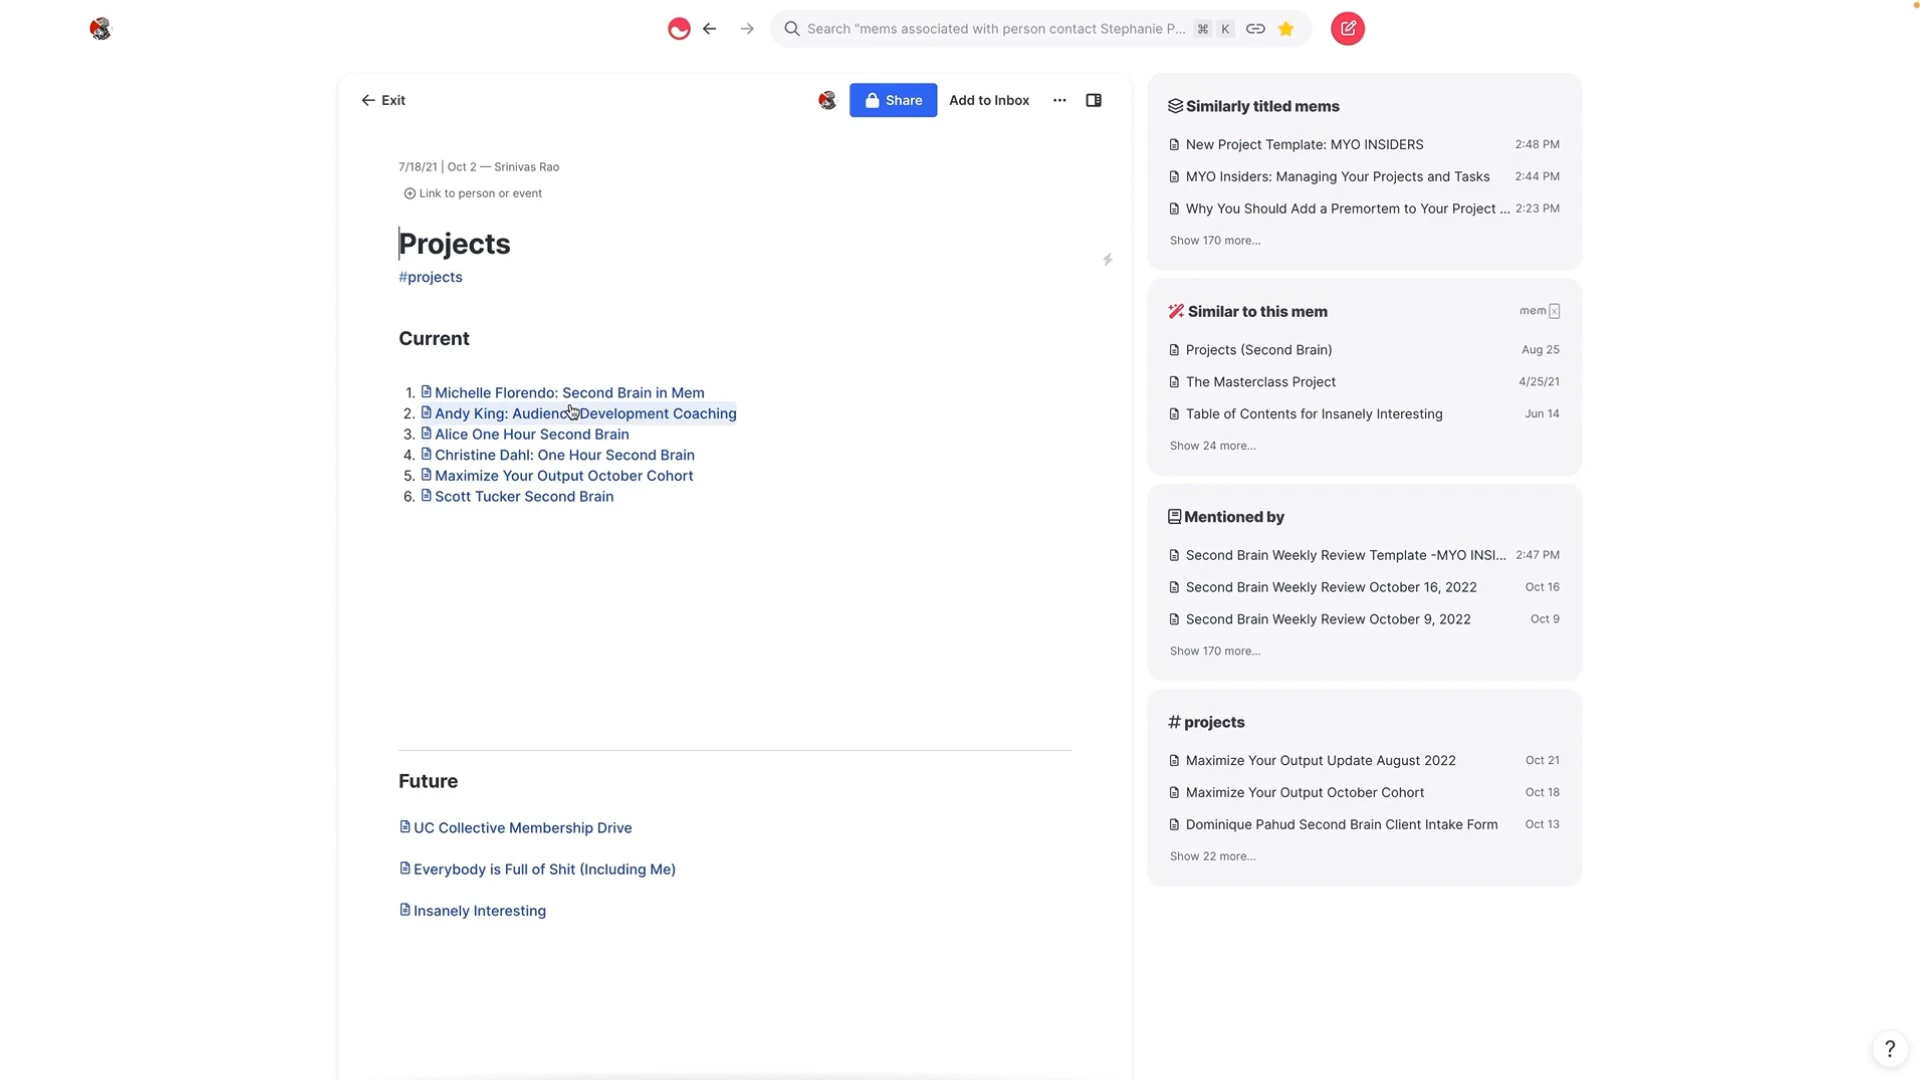 Search "mems associated with person contact Stephanie P... ⌘ K
← Exit
Share
Add to Inbox
7/18/21 | Oct 2 — Srinivas Rao
Link to person or event
Projects
#projects
Current
1. Michelle Florendo: Second Brain in Mem
2. Andy King: Audience Development Coaching
3. Alice One Hour Second Brain
4. Christine Dahl: One Hour Second Brain
5. Maximize Your Output October Cohort
6. Scott Tucker Second Brain
Future
UC Collective Membership Drive
Everybody is Full of Shit (Including Me)
Insanely Interesting
Similarly titled mems
New Project Template: MYO INSIDERS 2:48 PM
MYO Insiders: Managing Your Projects and Tasks 2:44 PM
Why You Should Add a Premortem to Your Project ... 2:23 PM
Show 170 more...
Similar to this mem mem x
Projects (Second Brain) Aug 25
The Masterclass Project 4/25/21
Table of Contents for Insanely Interesting Jun 14
Show 24 more...
Mentioned by
Second Brain Weekly Review Template -MYO INSI... 2:47 PM
Second Brain Weekly Review October 16, 2022 Oct 16
Second Brain Weekly Review October 9, 2022 Oct 9
Show 170 more...
# projects
Maximize Your Output Update August 2022 Oct 21
Maximize Your Output October Cohort Oct 18
Dominique Pahud Second Brain Client Intake Form Oct 13
Show 22 more...
?